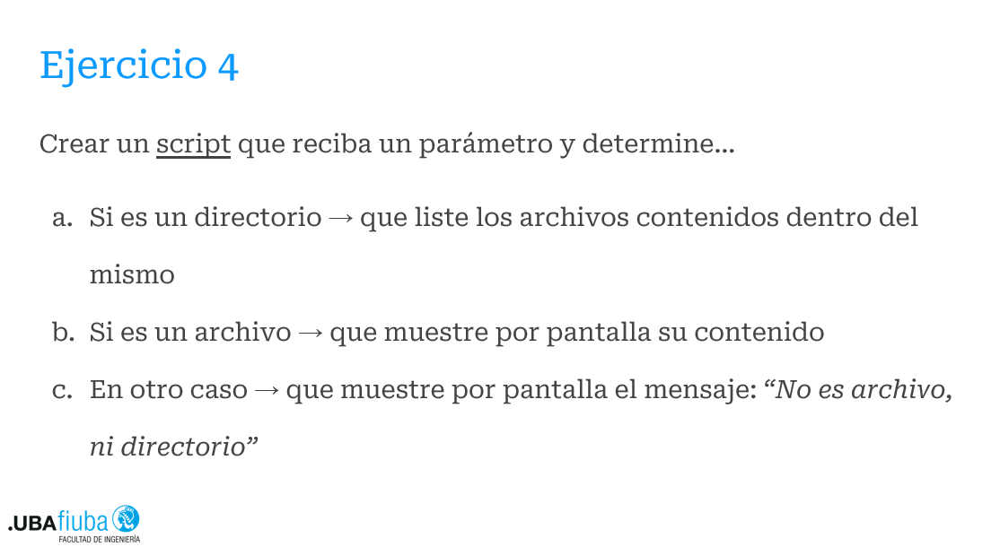 Ejercicio 4
Crear un script que reciba un parámetro y determine...
a. Si es un directorio → que liste los archivos contenidos dentro del
mismo
b. Si es un archivo → que muestre por pantalla su contenido
c. En otro caso → que muestre por pantalla el mensaje: “No es archivo,
ni directorio”
.UBAfiuba
FACULTAD DE INGENIERÍA